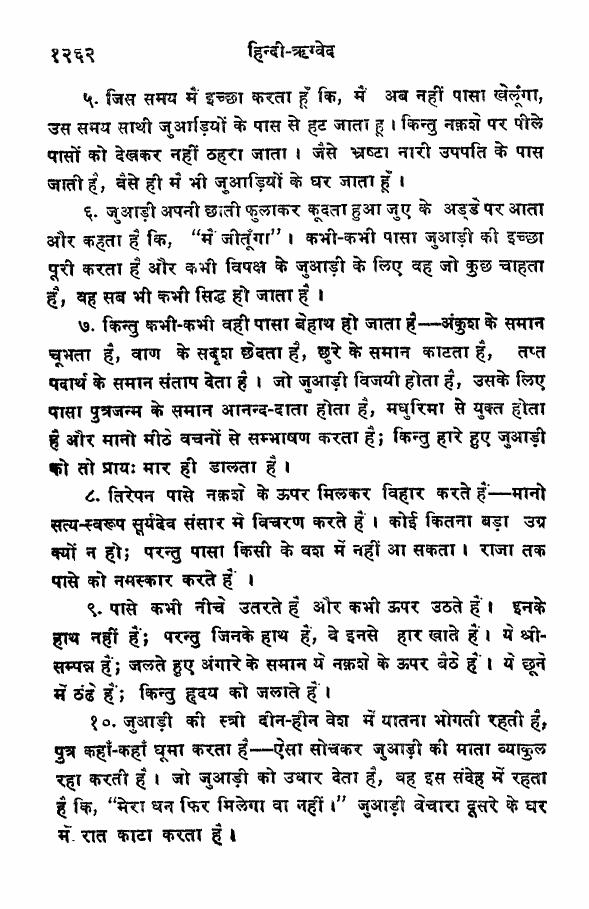 १२६२ हिन्दी-ऋग्वेद
५. जिस समय मैं इच्छा करता हूँ कि, मैं अब नहीं पासा खेलूंगा,
उस समय साथी जुआड़ियों के पास से हट जाता हू । किन्तु नक़शे पर पीले
पासों को देखकर नहीं ठहरा जाता । जैसे भ्रष्टा नारी उपपति के पास
जाती है, वैसे ही मैं भी जुआड़ियों के घर जाता हूँ ।
६. जुआड़ी अपनी छाती फुलाकर कूदता हुआ जुए के अड्डे पर आता
और कहता है कि, “मैं जीतूँगा” । कभी-कभी पासा जुआड़ी की इच्छा
पूरी करता है और कभी विपक्ष के जुआड़ी के लिए वह जो कुछ चाहता
है, वह सब भी कभी सिद्ध हो जाता है ।
७. किन्तु कभी-कभी वही पासा बेहाथ हो जाता है—अंकुश के समान
चूभता है, वाण के सदृश छेदता है, छुरे के समान काटता है, तप्त
पदार्थ के समान संताप देता है । जो जुआड़ी विजयी होता है, उसके लिए
पासा पुत्रजन्म के समान आनन्द-दाता होता है, मधुरिमा से युक्त होता
है और मानो मीठे वचनों से सम्भाषण करता है; किन्तु हारे हुए जुआड़ी
को तो प्रायः मार ही डालता है ।
८. तिरेपन पासे नक़शे के ऊपर मिलकर विहार करते हैं—मानो
सत्य-स्वरूप सूर्यदेव संसार में विचरण करते हैं । कोई कितना बड़ा उग्र
क्यों न हो; परन्तु पासा किसी के वश में नहीं आ सकता । राजा तक
पासे को नमस्कार करते हैं ।
९. पासे कभी नीचे उतरते हैं और कभी ऊपर उठते हैं । इनके
हाथ नहीं हैं; परन्तु जिनके हाथ हैं, वे इनसे हार खाते हैं । ये श्री-
सम्पन्न हैं; जलते हुए अंगारे के समान ये नक़शे के ऊपर बैठे हैं । ये छूने
में ठंढे हैं; किन्तु हृदय को जलाते हैं ।
१०. जुआड़ी की स्त्री दीन-हीन वेश में यातना भोगती रहती है,
पुत्र कहाँ-कहाँ घूमा करता है—ऐसा सोचकर जुआड़ी की माता व्याकुल
रहा करती है । जो जुआड़ी को उधार देता है, वह इस संदेह में रहता
है कि, “मेरा धन फिर मिलेगा वा नहीं ।” जुआड़ी बेचारा दूसरे के घर
में रात काटा करता है ।